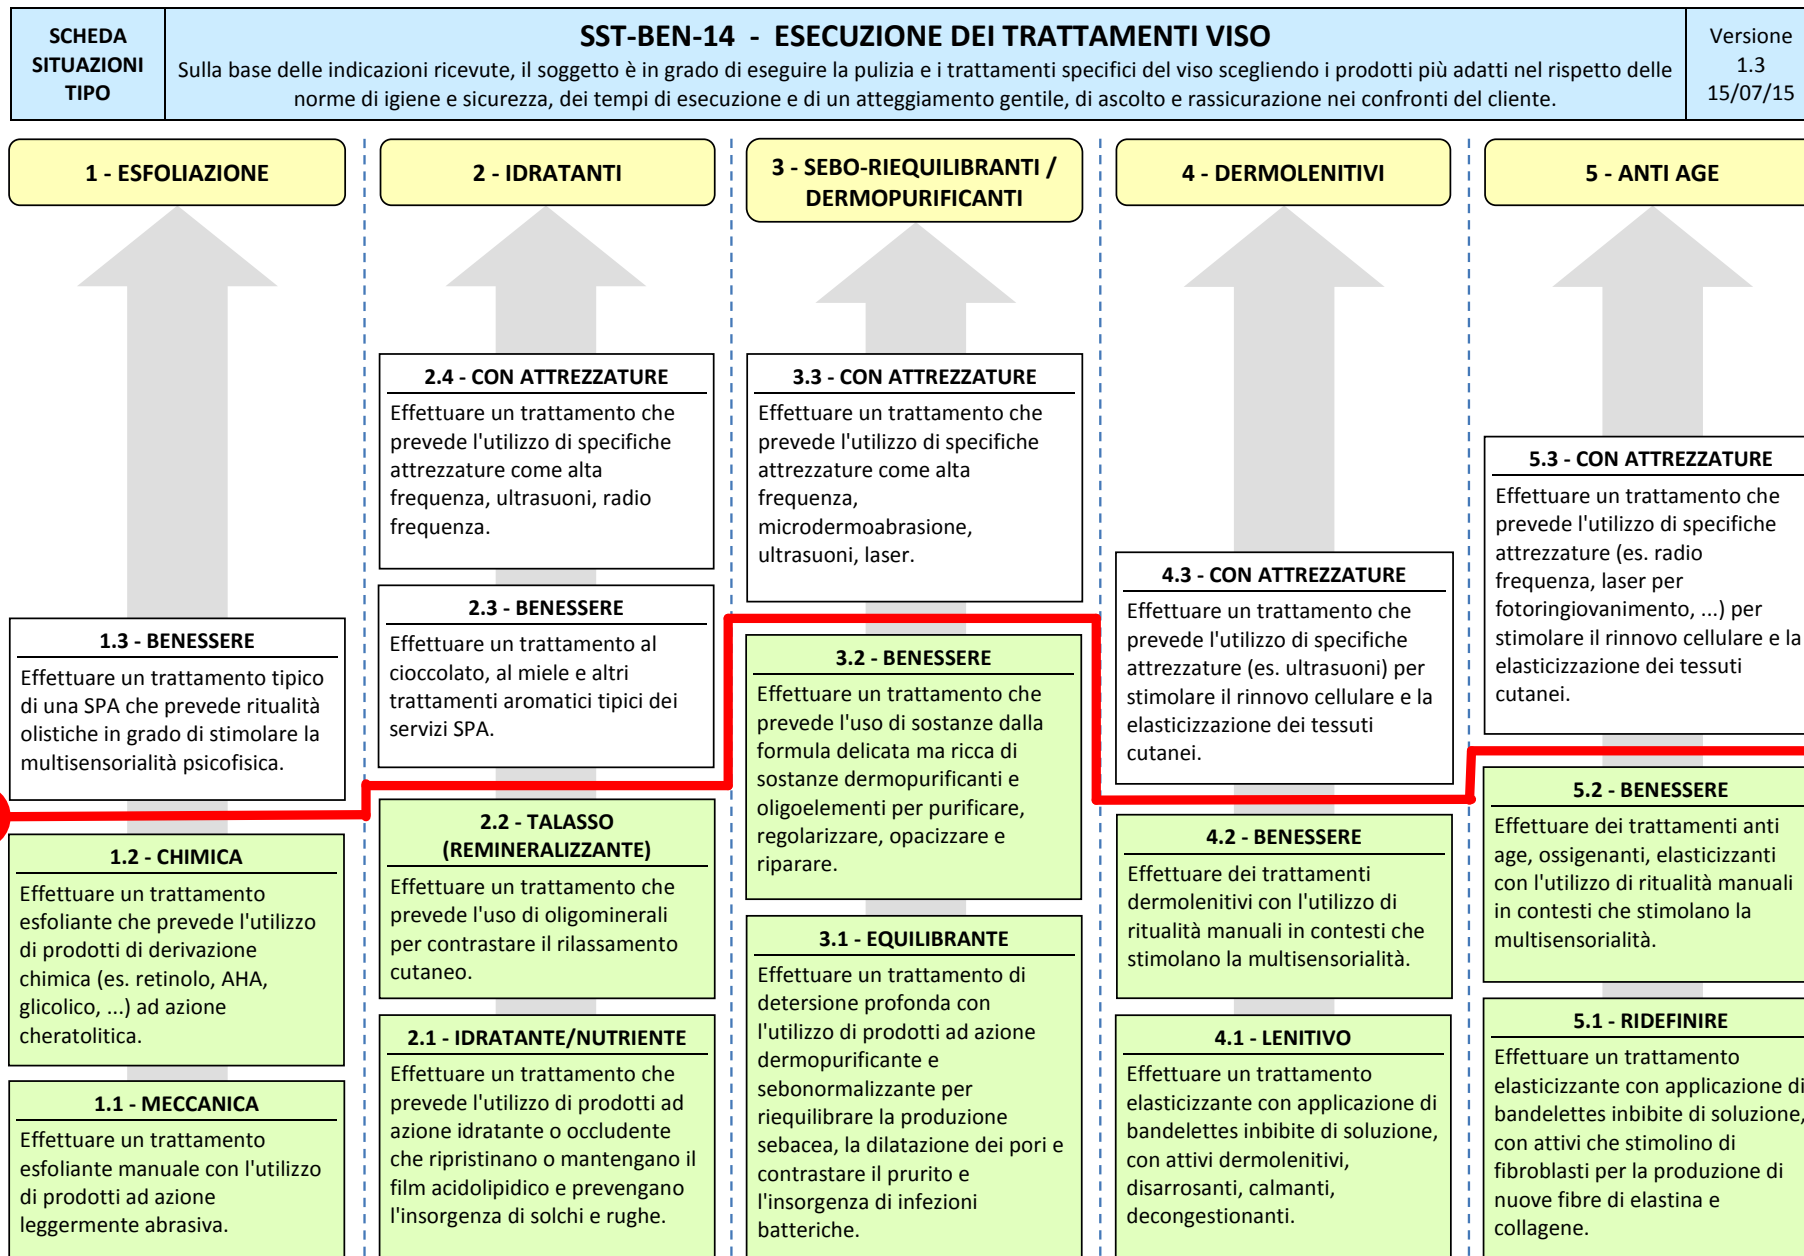 SCHEDA
SITUAZIONI
TIPO
SST-BEN-14 - ESECUZIONE DEI TRATTAMENTI VISO
Sulla base delle indicazioni ricevute, il soggetto è in grado di eseguire la pulizia e i trattamenti specifici del viso scegliendo i prodotti più adatti nel rispetto delle
norme di igiene e sicurezza, dei tempi di esecuzione e di un atteggiamento gentile, di ascolto e rassicurazione nei confronti del cliente.
Versione
1.3
15/07/15
1 - ESFOLIAZIONE
1.3 - BENESSERE
Effettuare un trattamento tipico
di una SPA che prevede ritualità
olistiche in grado di stimolare la
multisensorialità psicofisica.
1.2 - CHIMICA
Effettuare un trattamento
esfoliante che prevede l'utilizzo
di prodotti di derivazione
chimica (es. retinolo, AHA,
glicolico, ...) ad azione
cheratolitica.
1.1 - MECCANICA
Effettuare un trattamento
esfoliante manuale con l'utilizzo
di prodotti ad azione
leggermente abrasiva.
2 - IDRATANTI
2.4 - CON ATTREZZATURE
Effettuare un trattamento che
prevede l'utilizzo di specifiche
attrezzature come alta
frequenza, ultrasuoni, radio
frequenza.
2.3 - BENESSERE
Effettuare un trattamento al
cioccolato, al miele e altri
trattamenti aromatici tipici dei
servizi SPA.
2.2 - TALASSO
(REMINERALIZZANTE)
Effettuare un trattamento che
prevede l'uso di oligominerali
per contrastare il rilassamento
cutaneo.
2.1 - IDRATANTE/NUTRIENTE
Effettuare un trattamento che
prevede l'utilizzo di prodotti ad
azione idratante o occludente
che ripristinano o mantengano il
film acidolipidico e prevengano
l'insorgenza di solchi e rughe.
3 - SEBO-RIEQUILIBRANTI /
DERMOPURIFICANTI
3.3 - CON ATTREZZATURE
Effettuare un trattamento che
prevede l'utilizzo di specifiche
attrezzature come alta
frequenza,
microdermoabrasione,
ultrasuoni, laser.
3.2 - BENESSERE
Effettuare un trattamento che
prevede l'uso di sostanze dalla
formula delicata ma ricca di
sostanze dermopurificanti e
oligoelementi per purificare,
regolarizzare, opacizzare e
riparare.
3.1 - EQUILIBRANTE
Effettuare un trattamento di
detersione profonda con
l'utilizzo di prodotti ad azione
dermopurificante e
sebonormalizzante per
riequilibrare la produzione
sebacea, la dilatazione dei pori e
contrastare il prurito e
l'insorgenza di infezioni
batteriche.
4 - DERMOLENITIVI
4.3 - CON ATTREZZATURE
Effettuare un trattamento che
prevede l'utilizzo di specifiche
attrezzature (es. ultrasuoni) per
stimolare il rinnovo cellulare e la
elasticizzazione dei tessuti
cutanei.
4.2 - BENESSERE
Effettuare dei trattamenti
dermolenitivi con l'utilizzo di
ritualità manuali in contesti che
stimolano la multisensorialità.
4.1 - LENITIVO
Effettuare un trattamento
elasticizzante con applicazione di
bandelettes inbibite di soluzione,
con attivi dermolenitivi,
disarrosanti, calmanti,
decongestionanti.
5 - ANTI AGE
5.3 - CON ATTREZZATURE
Effettuare un trattamento che
prevede l'utilizzo di specifiche
attrezzature (es. radio
frequenza, laser per
fotoringiovanimento, ...) per
stimolare il rinnovo cellulare e la
elasticizzazione dei tessuti
cutanei.
5.2 - BENESSERE
Effettuare dei trattamenti anti
age, ossigenanti, elasticizzanti
con l'utilizzo di ritualità manuali
in contesti che stimolano la
multisensorialità.
5.1 - RIDEFINIRE
Effettuare un trattamento
elasticizzante con applicazione di
bandelettes inbibite di soluzione,
con attivi che stimolino di
fibroblasti per la produzione di
nuove fibre di elastina e
collagene.